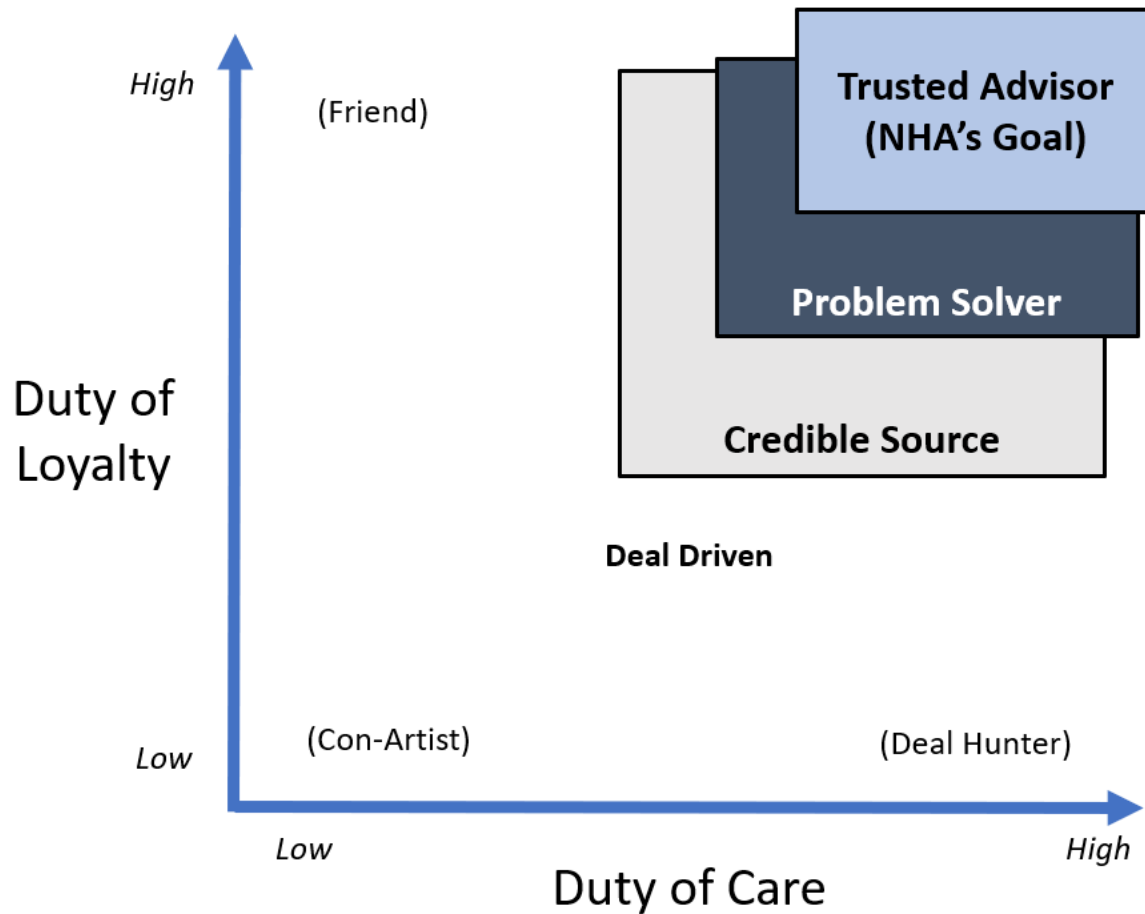 High
(Friend)
Trusted Advisor
(NHA’s Goal)
Problem Solver
Duty of
Loyalty
Credible Source
Deal Driven
(Con-Artist)
(Deal Hunter)
Low
Low
High
Duty of Care